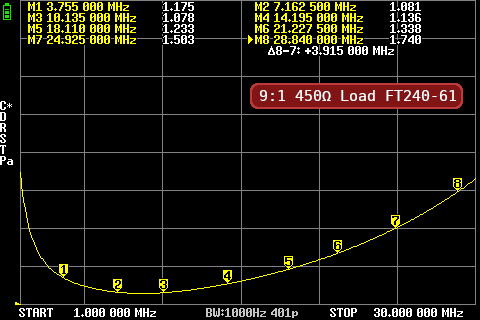 M1 3.755 000 MHz 1.175 M2 7.162 500 MHz 1.081
M3 10.135 000 MHz 1.078 M4 14.195 000 MHz 1.136
M5 18.110 000 MHz 1.233 M6 21.227 500 MHz 1.338
M7 24.925 000 MHz 1.503 M8 28.840 000 MHz 1.740
Δ8-7: +3.915 000 MHz
9:1 450Ω Load FT240-61
C*
D
R
S
T
Pa
8
7
6
5
4
1
2
3
START 1.000 000 MHz BW:1000Hz 401p STOP 30.000 000 MHz